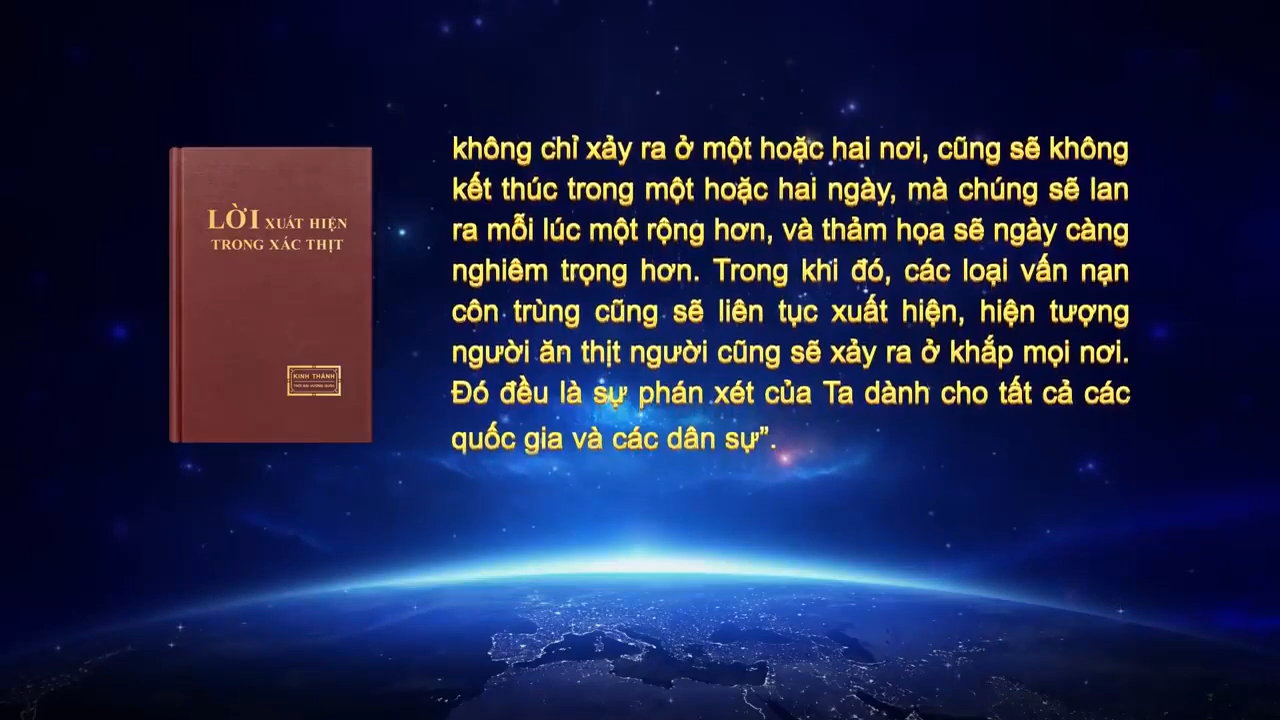 LỜI XUẤT HIỆN
TRONG XÁC THỊT
KINH THÁNH
THỜI ĐẠI VƯƠNG QUỐC
không chỉ xảy ra ở một hoặc hai nơi, cũng sẽ không
kết thúc trong một hoặc hai ngày, mà chúng sẽ lan
ra mỗi lúc một rộng hơn, và thảm họa sẽ ngày càng
nghiêm trọng hơn. Trong khi đó, các loại vấn nạn
côn trùng cũng sẽ liên tục xuất hiện, hiện tượng
người ăn thịt người cũng sẽ xảy ra ở khắp mọi nơi.
Đó đều là sự phán xét của Ta dành cho tất cả các
quốc gia và các dân sự”.